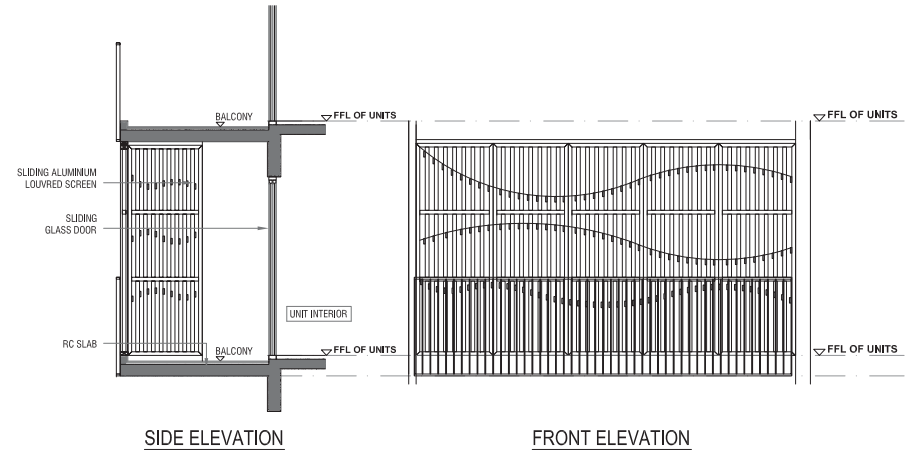 BALCONY
FFL OF UNITS
FFL OF UNITS
SLIDING ALUMINUM
LOUVRED SCREEN
SLIDING
GLASS DOOR
UNIT INTERIOR
RC SLAB
BALCONY
FFL OF UNITS
FFL OF UNITS
SIDE ELEVATION
FRONT ELEVATION